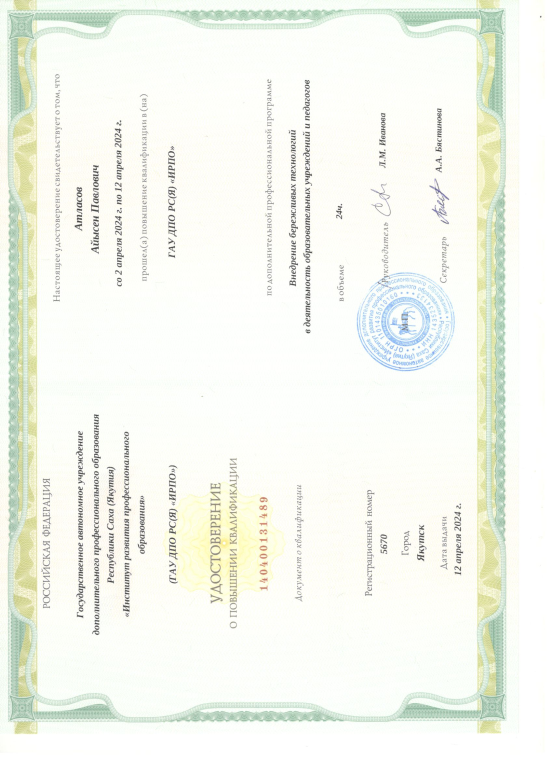 РОССИЙСКАЯ ФЕДЕРАЦИЯ
Государственное автономное учреждение
дополнительного профессионального образования
Республики Саха (Якутия)
«Институт развития профессионального
образования»
(ГАУ ДПО РС(Я) «ИРПО»)
УДОСТОВЕРЕНИЕ
О ПОВЫШЕНИИ КВАЛИФИКАЦИИ
140400131489
Документ о квалификации
Регистрационный номер
5670
Город
Якутск
Дата выдачи
12 апреля 2024 г.
Настоящее удостоверение свидетельствует о том, что
Атласов
Айысен Павлович
со 2 апреля 2024 г. по 12 апреля 2024 г.
прошел(а) повышение квалификации в (на)
ГАУ ДПО РС(Я) «ИРПО»
по дополнительной профессиональной программе
Внедрение бережливых технологий
в деятельность образовательных учреждений и педагогов
в объеме 24ч.
Руководитель Л.М. Иванова
Секретарь А.А. Бястинова
М.П.